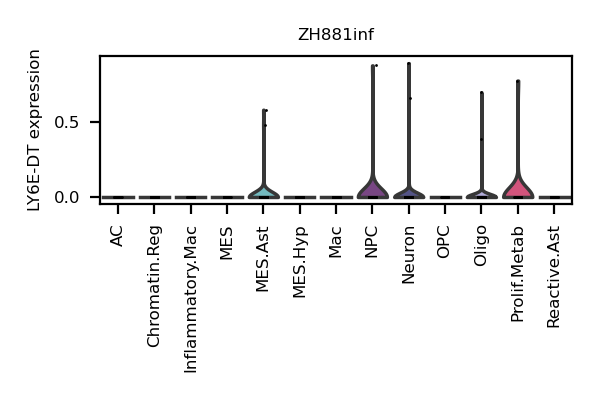 ZH881inf
LY6E-DT expression
0.5
0.0
AC
Chromatin.Reg
Inflammatory.Mac
MES
MES.Ast
MES.Hyp
Mac
NPC
Neuron
OPC
Oligo
Prolif.Metab
Reactive.Ast